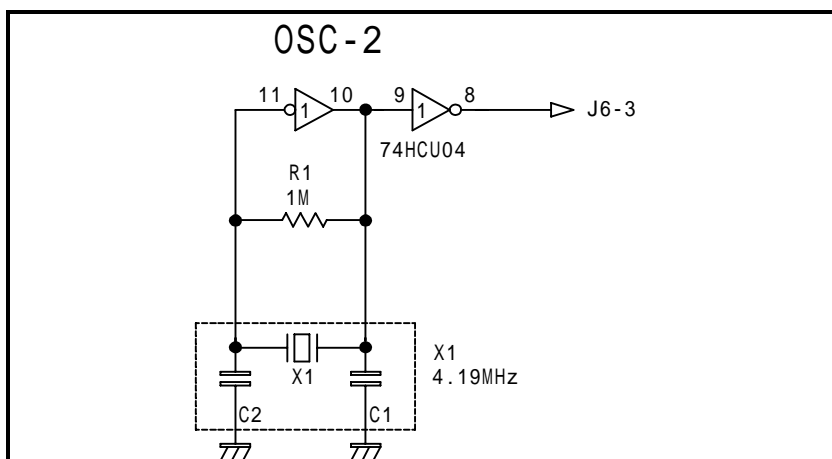 OSC-2
11 1 10 9 1 8 J6-3
74HCU04
R1
1M
X1 X1
4.19MHz
C2 C1